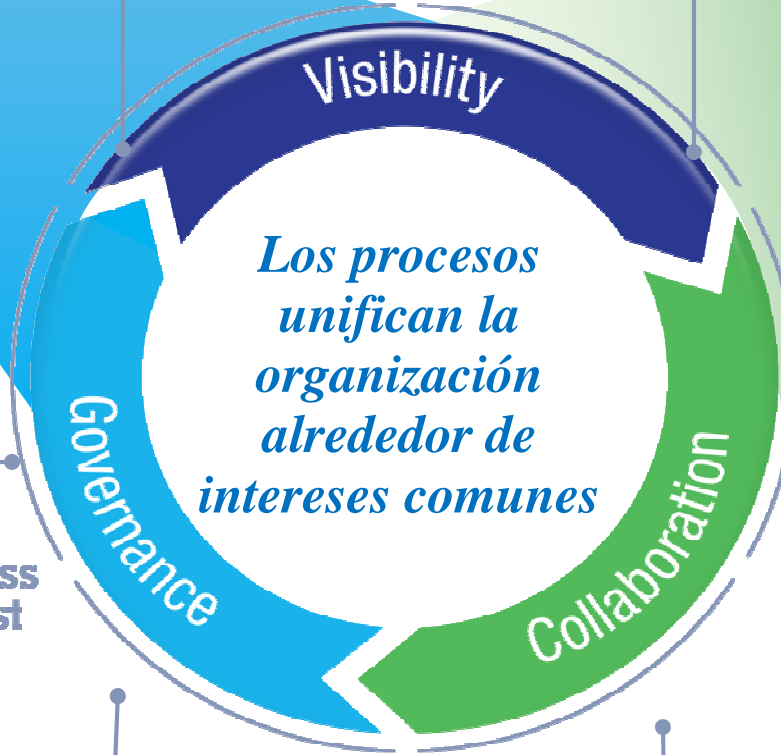 Visibility
Los procesos
unifican la
organización
alrededor de
intereses comunes
Governance
Collaboration